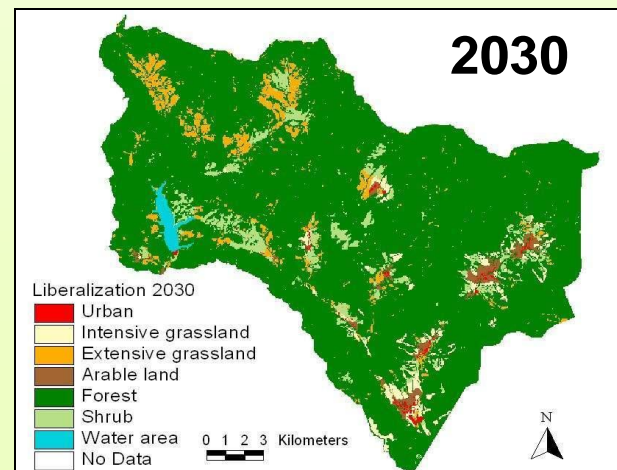 2030
Liberalization 2030
Urban
Intensive grassland
Extensive grassland
Arable land
Forest
Shrub
Water area
No Data
0 1 2 3 Kilometers
N